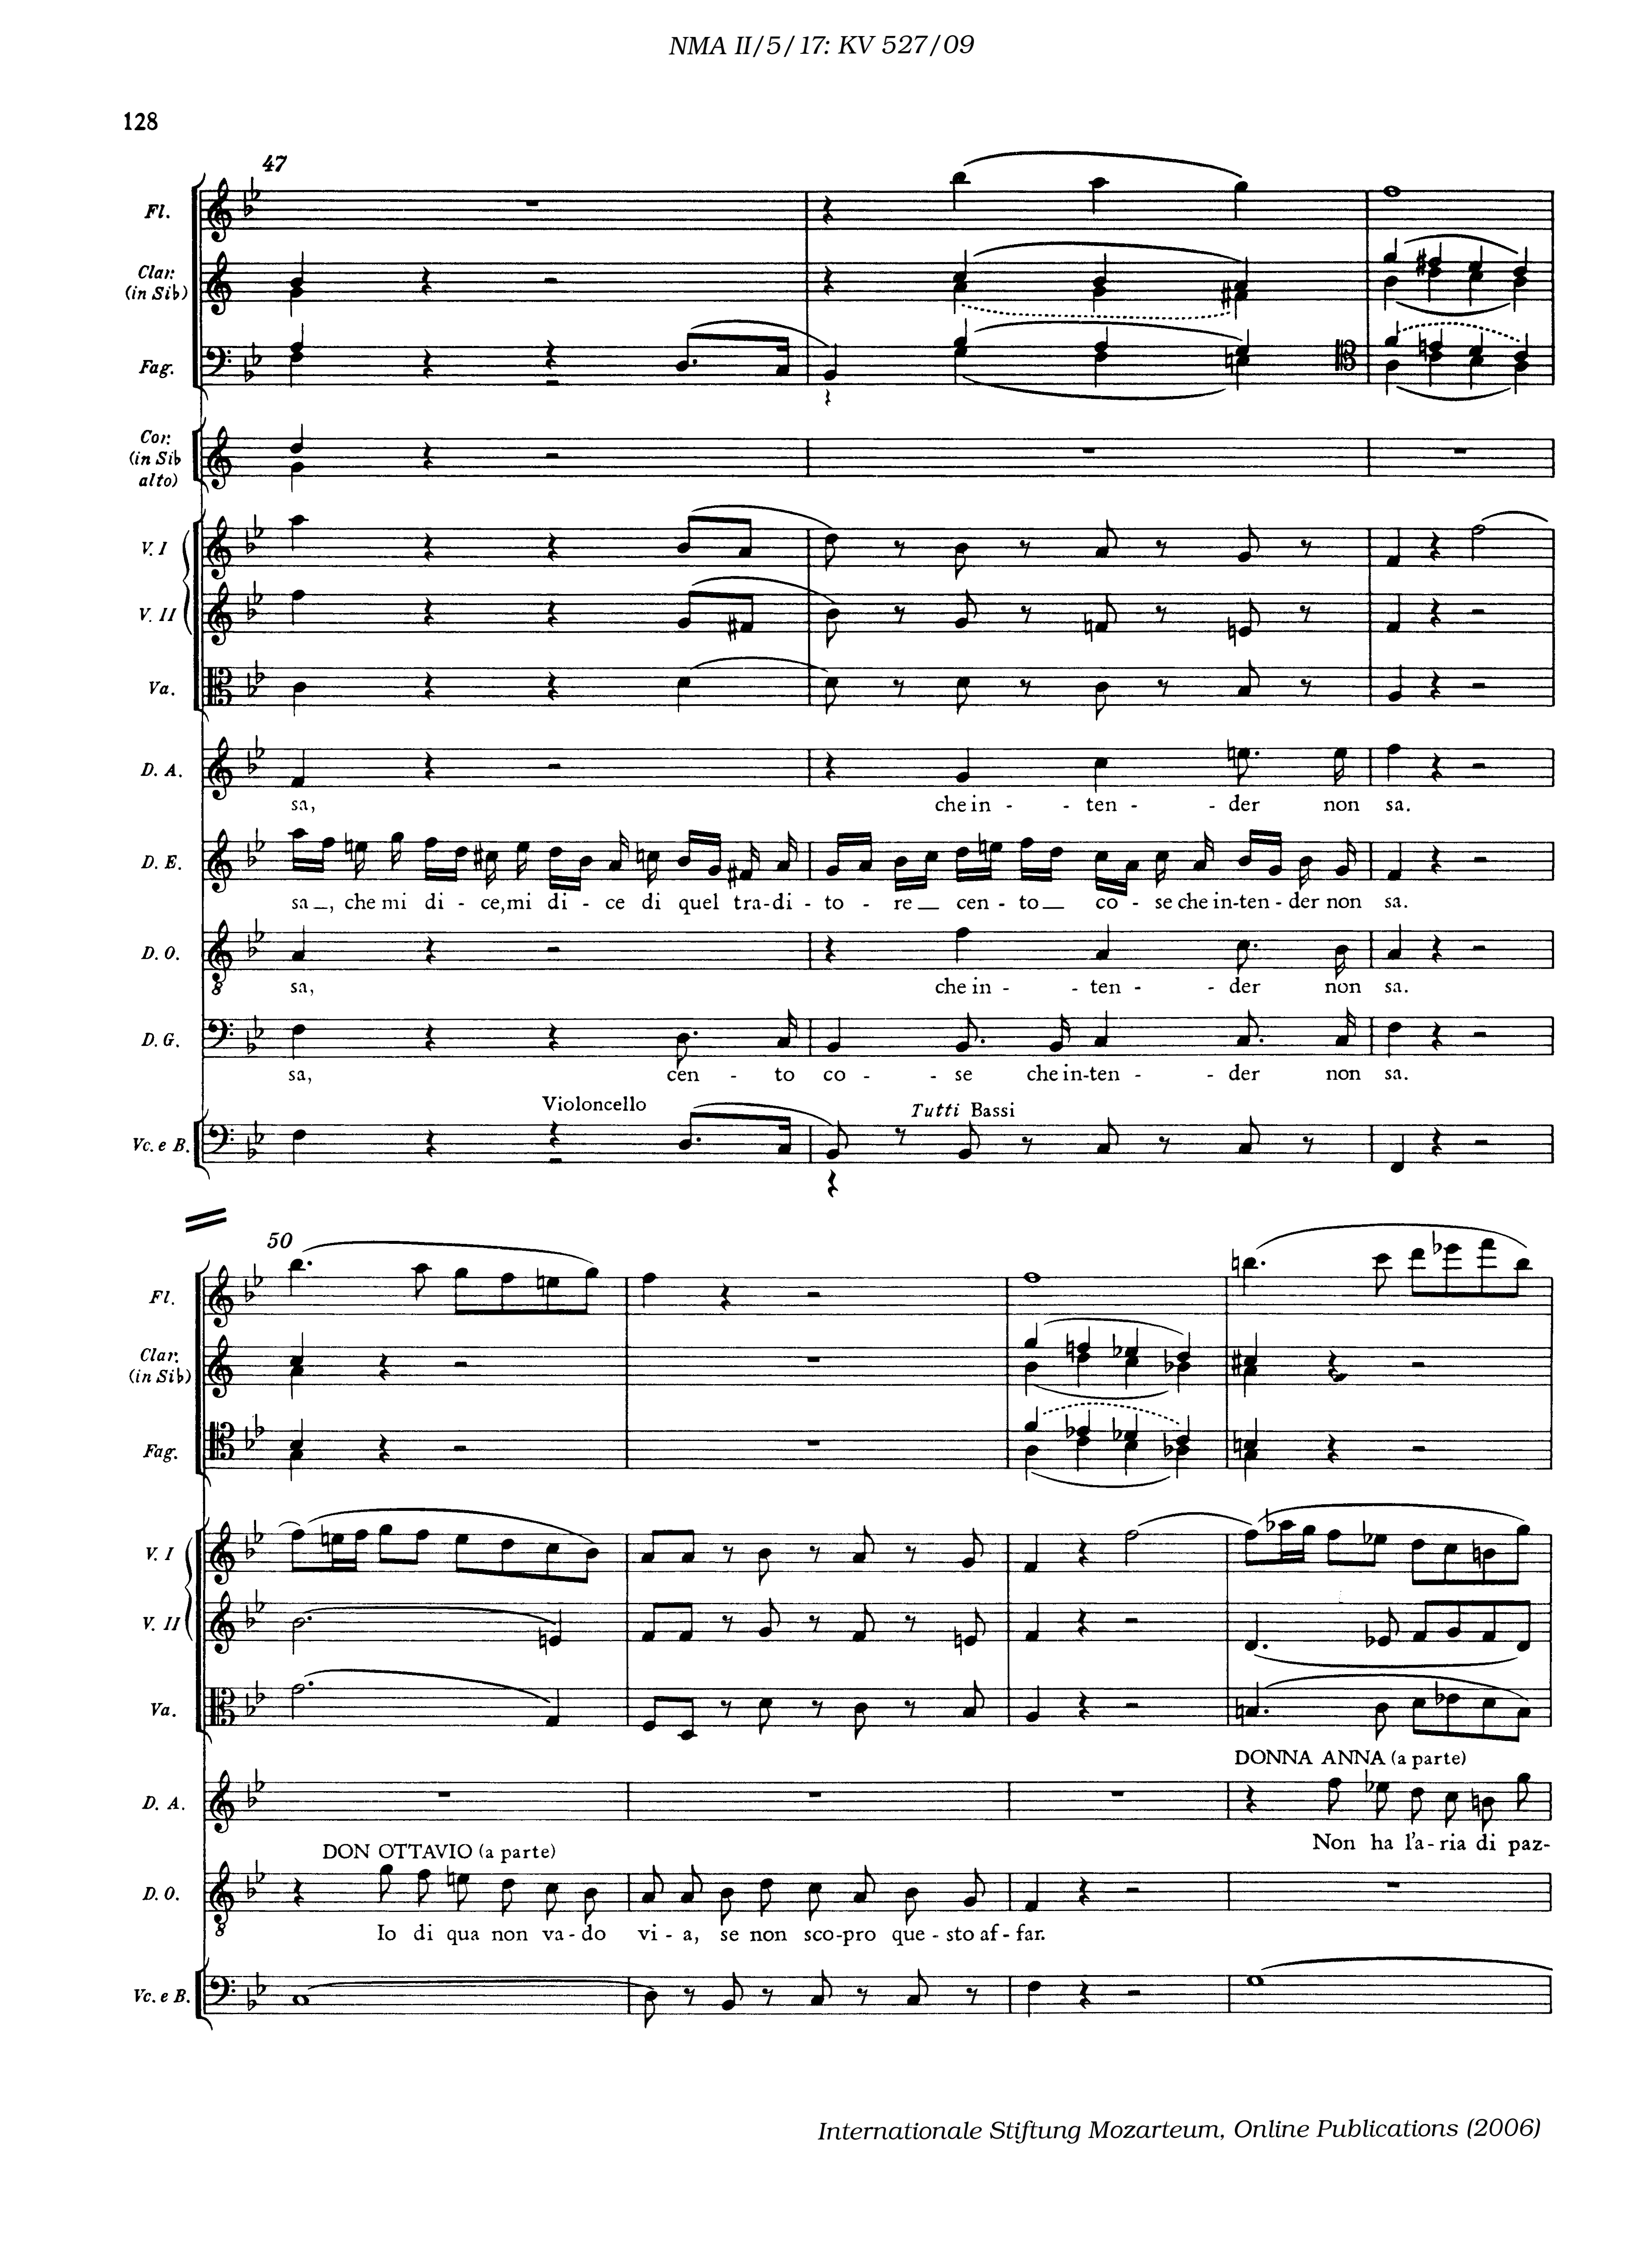 NMA II/5/17: KV 527/09
128
47
Fl.
Clar. (in Sib)
Fag.
Cor. (in Sib alto)
V. I
V. II
Va.
D. A.
sa, che in - - ten - - der non sa.
D. E.
sa —, che mi di - ce, mi di - ce di quel tra-di - to - re — cen - to — co - se che in-ten - der non sa.
D. O.
sa, che in - - ten - - der non sa.
D. G.
sa, cen - to co - - se che in-ten - - der non sa.
Violoncello Tutti Bassi
Vc. e B.
50
Fl.
Clar. (in Sib)
Fag.
V. I
V. II
Va.
DONNA ANNA (a parte)
D. A.
Non ha l'a-ria di paz-
DON OTTAVIO (a parte)
D. O.
Io di qua non va-do vi-a, se non sco-pro que-sto af-far.
Vc. e B.
Internationale Stiftung Mozarteum, Online Publications (2006)